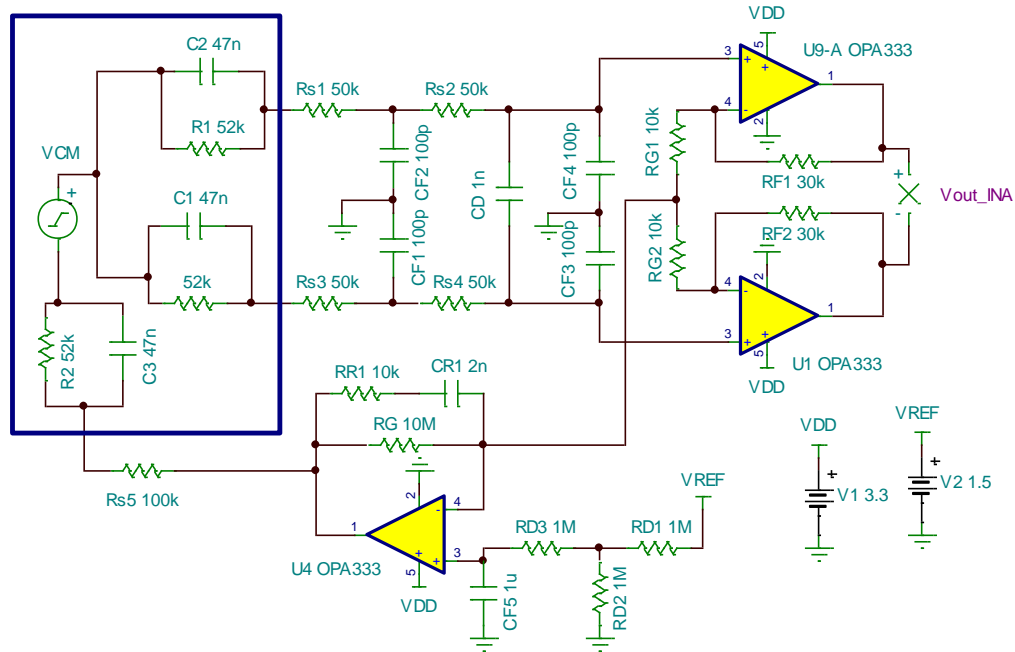 C2 47n
R1 52k
VCM
+
C1 47n
52k
R2 52k
C3 47n
Rs1 50k
Rs2 50k
CF2 100p
CF1 100p
CD 1n
CF4 100p
CF3 100p
Rs3 50k
Rs4 50k
VDD
U9-A OPA333
3
+
5
+
1
4
-
2
RG1 10k
RF1 30k
+
Vout_INA
-
RG2 10k
RF2 30k
2
4
-
1
3
+
+
5
U1 OPA333
VDD
RR1 10k
CR1 2n
RG 10M
Rs5 100k
2
4
-
1
3
+
+
5
U4 OPA333
VDD
RD3 1M
RD1 1M
VREF
CF5 1u
RD2 1M
VDD
+
V1 3.3
VREF
+
V2 1.5